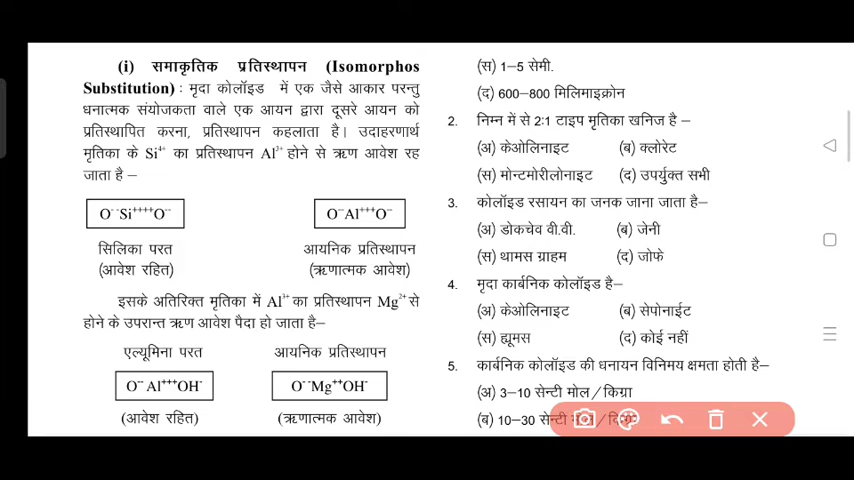 (i) समाकृतिक प्रतिस्थापन (Isomorphos
Substitution) : मृदा कोलॉइड में एक जैसे आकार परन्तु
धनात्मक संयोजकता वाले एक आयन द्वारा दूसरे आयन को
प्रतिस्थापित करना, प्रतिस्थापन कहलाता है। उदाहरणार्थ
मृतिका के Si⁴⁺ का प्रतिस्थापन Al³⁺ होने से ऋण आवेश रह
जाता है –
O⁻⁻Si⁺⁺⁺⁺O⁻⁻
O⁻Al⁺⁺⁺O⁻
सिलिका परत
आयनिक प्रतिस्थापन
(आवेश रहित)
(ऋणात्मक आवेश)
इसके अतिरिक्त मृतिका में Al³⁺ का प्रतिस्थापन Mg²⁺ से
होने के उपरान्त ऋण आवेश पैदा हो जाता है–
एल्यूमिना परत
आयनिक प्रतिस्थापन
O⁻ Al⁺⁺⁺OH⁻
O⁻⁻Mg⁺⁺OH⁻
(आवेश रहित)
(ऋणात्मक आवेश)
(स) 1–5 सेमी.
(द) 600–800 मिलिमाइक्रोन
2. निम्न में से 2:1 टाइप मृतिका खनिज है –
(अ) केओलिनाइट (ब) क्लोरेट
(स) मोन्टमोरीलोनाइट (द) उपर्युक्त सभी
3. कोलॉइड रसायन का जनक जाना जाता है–
(अ) डोकचेव वी.वी. (ब) जेनी
(स) थामस ग्राहम (द) जोफे
4. मृदा कार्बनिक कोलॉइड है–
(अ) केओलिनाइट (ब) सेपोनाईट
(स) ह्यूमस (द) कोई नहीं
5. कार्बनिक कोलॉइड की धनायन विनिमय क्षमता होती है–
(अ) 3–10 सेन्टी मोल / किग्रा
(ब) 10–30 सेन्टी